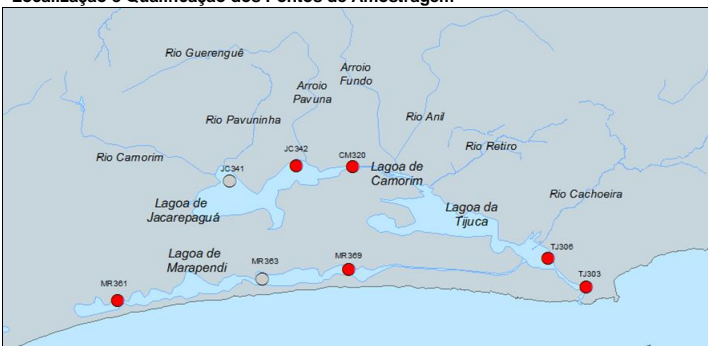 Localização e Qualificação dos Pontos de Amostragem
Rio Guerenguê
Arroio
Fundo
Arroio
Pavuna
Rio Pavuninha
Rio Anil
Rio Camorim
JC342
CM320
Rio Retiro
JC341
Lagoa de
Camorim
Rio Cachoeira
Lagoa de
Jacarepaguá
Lagoa da
Tijuca
Lagoa de
Marapendi
TJ306
MR363
MR369
TJ303
MR361